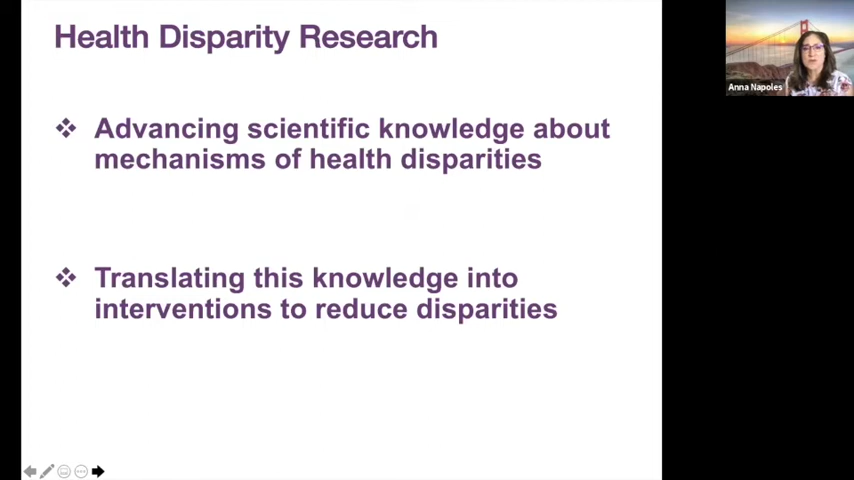 Health Disparity Research
Advancing scientific knowledge about
mechanisms of health disparities
Translating this knowledge into
interventions to reduce disparities
Anna Napoles